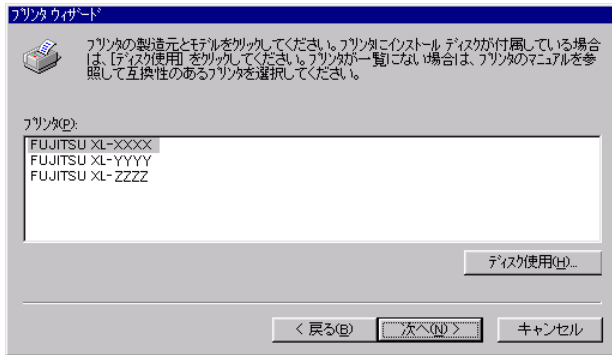 プリンタ ウィザード
プリンタの製造元とモデルをクリックしてください。プリンタにインストール ディスクが付属している場合
は、[ディスク使用] をクリックしてください。プリンタが一覧にない場合は、プリンタのマニュアルを参
照して互換性のあるプリンタを選択してください。
プリンタ(P):
FUJITSU XL-XXXX
FUJITSU XL-YYYY
FUJITSU XL-ZZZZ
ディスク使用(H)...
< 戻る(B) 次へ(N) > キャンセル